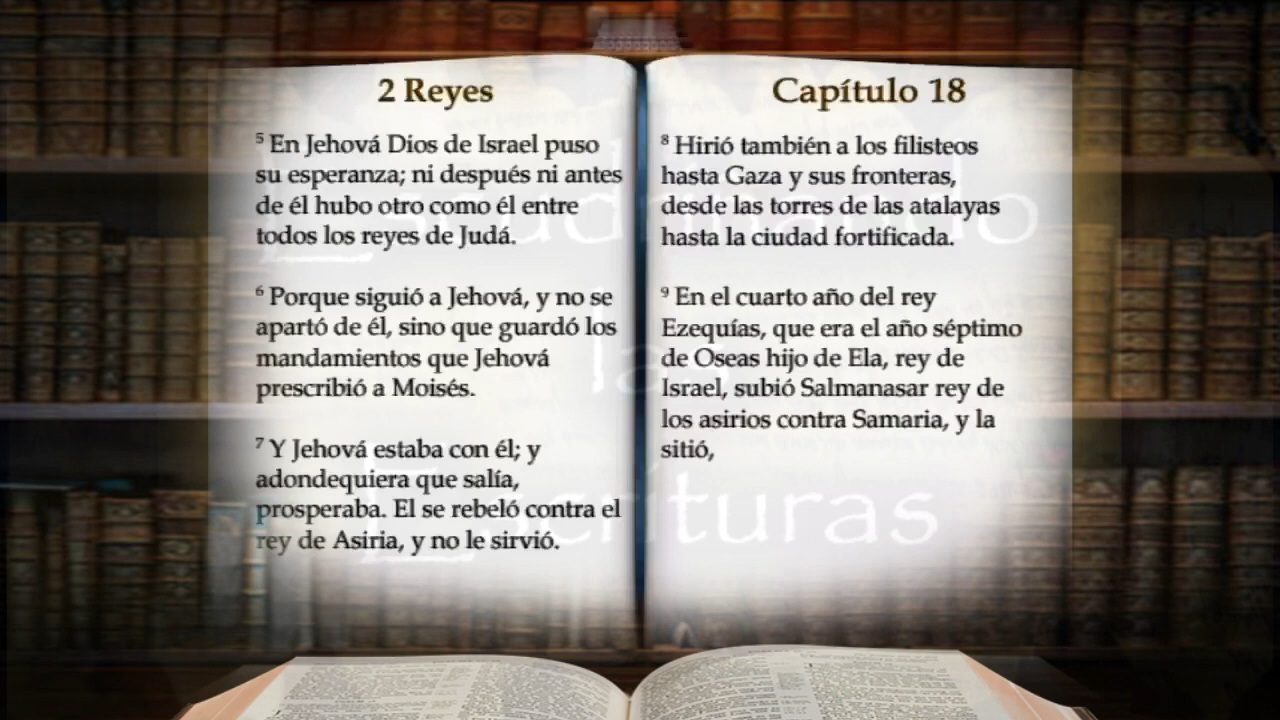 2 Reyes
⁵ En Jehová Dios de Israel puso
su esperanza; ni después ni antes
de él hubo otro como él entre
todos los reyes de Judá.
⁶ Porque siguió a Jehová, y no se
apartó de él, sino que guardó los
mandamientos que Jehová
prescribió a Moisés.
⁷ Y Jehová estaba con él; y
adondequiera que salía,
prosperaba. El se rebeló contra el
rey de Asiria, y no le sirvió.
Capítulo 18
⁸ Hirió también a los filisteos
hasta Gaza y sus fronteras,
desde las torres de las atalayas
hasta la ciudad fortificada.
⁹ En el cuarto año del rey
Ezequías, que era el año séptimo
de Oseas hijo de Ela, rey de
Israel, subió Salmanasar rey de
los asirios contra Samaria, y la
sitió,
Escudriñando
las
Escrituras